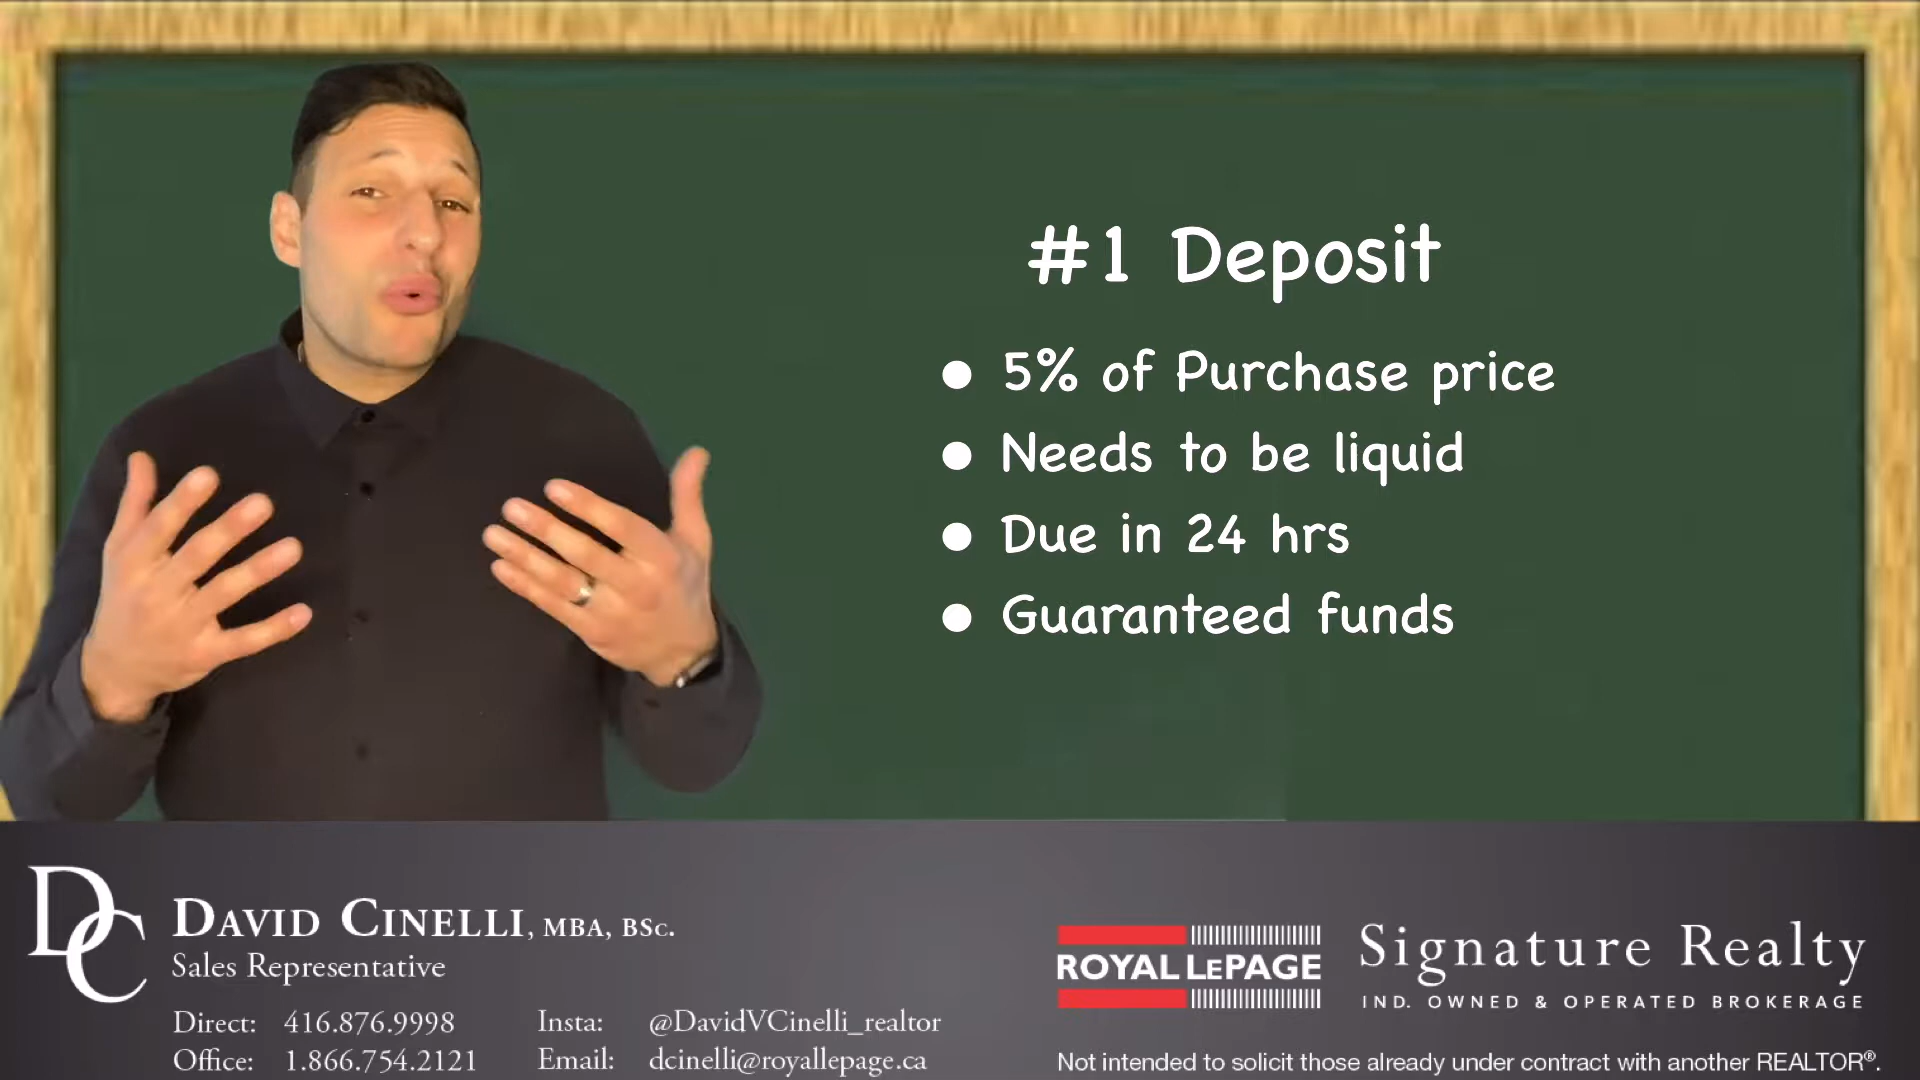 #1 Deposit
● 5% of Purchase price
● Needs to be liquid
● Due in 24 hrs
● Guaranteed funds
DC
DAVID CINELLI, MBA, BSc.
Sales Representative
Direct: 416.876.9998
Office: 1.866.754.2121
Insta: @DavidVCinelli_realtor
Email: dcinelli@royallepage.ca
ROYAL LEPAGE
Signature Realty
IND. OWNED & OPERATED BROKERAGE
Not intended to solicit those already under contract with another REALTOR®.